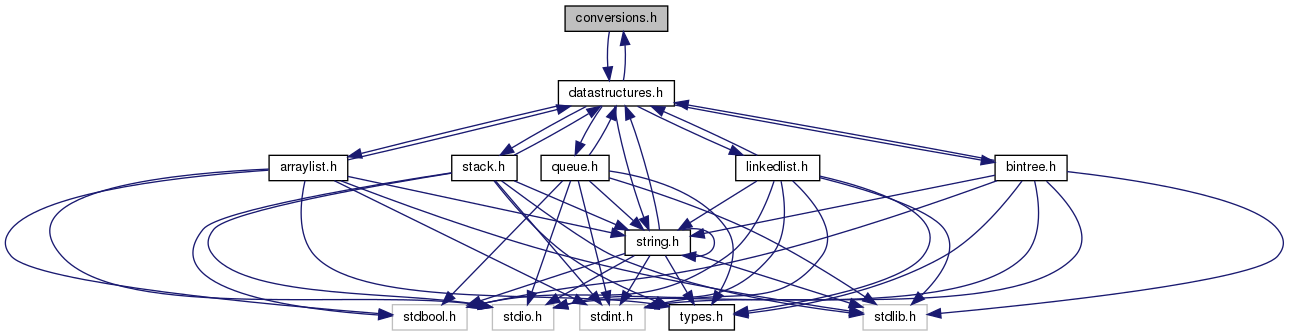 conversions.h
datastructures.h
arraylist.h
stack.h
queue.h
linkedlist.h
bintree.h
string.h
stdbool.h
stdio.h
stdint.h
types.h
stdlib.h